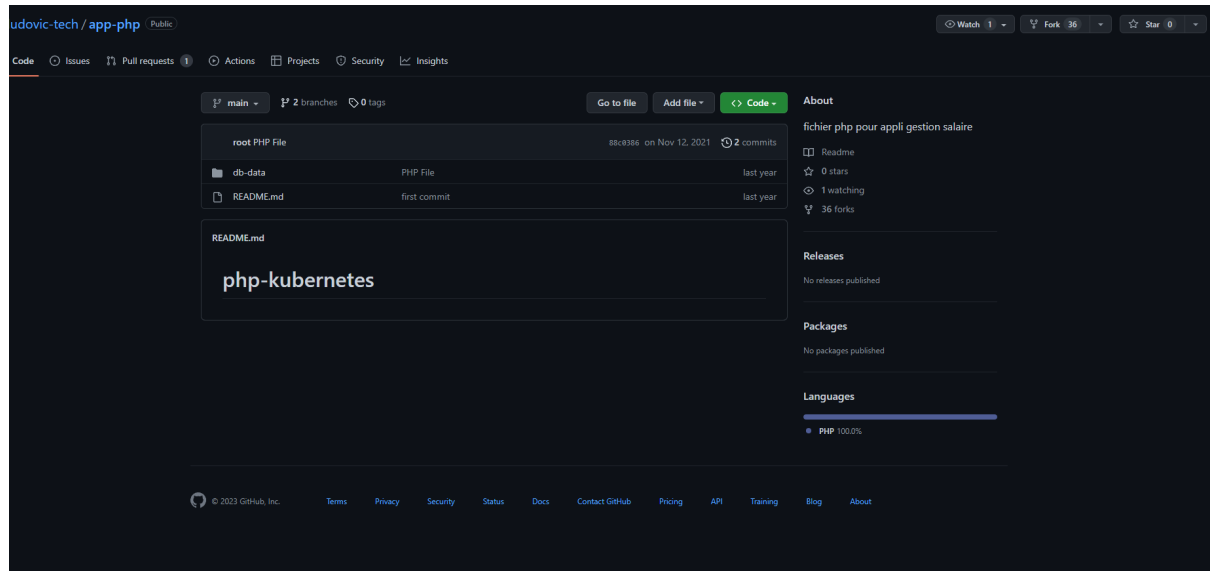 udovic-tech / app-php Public
Watch 1 Fork 36 Star 0
Code Issues Pull requests 1 Actions Projects Security Insights
main 2 branches 0 tags Go to file Add file <> Code
root PHP File 88c0386 on Nov 12, 2021 2 commits
db-data PHP File last year
README.md first commit last year
README.md
php-kubernetes
About
fichier php pour appli gestion salaire
Readme
0 stars
1 watching
36 forks
Releases
No releases published
Packages
No packages published
Languages
PHP 100.0%
© 2023 GitHub, Inc. Terms Privacy Security Status Docs Contact GitHub Pricing API Training Blog About